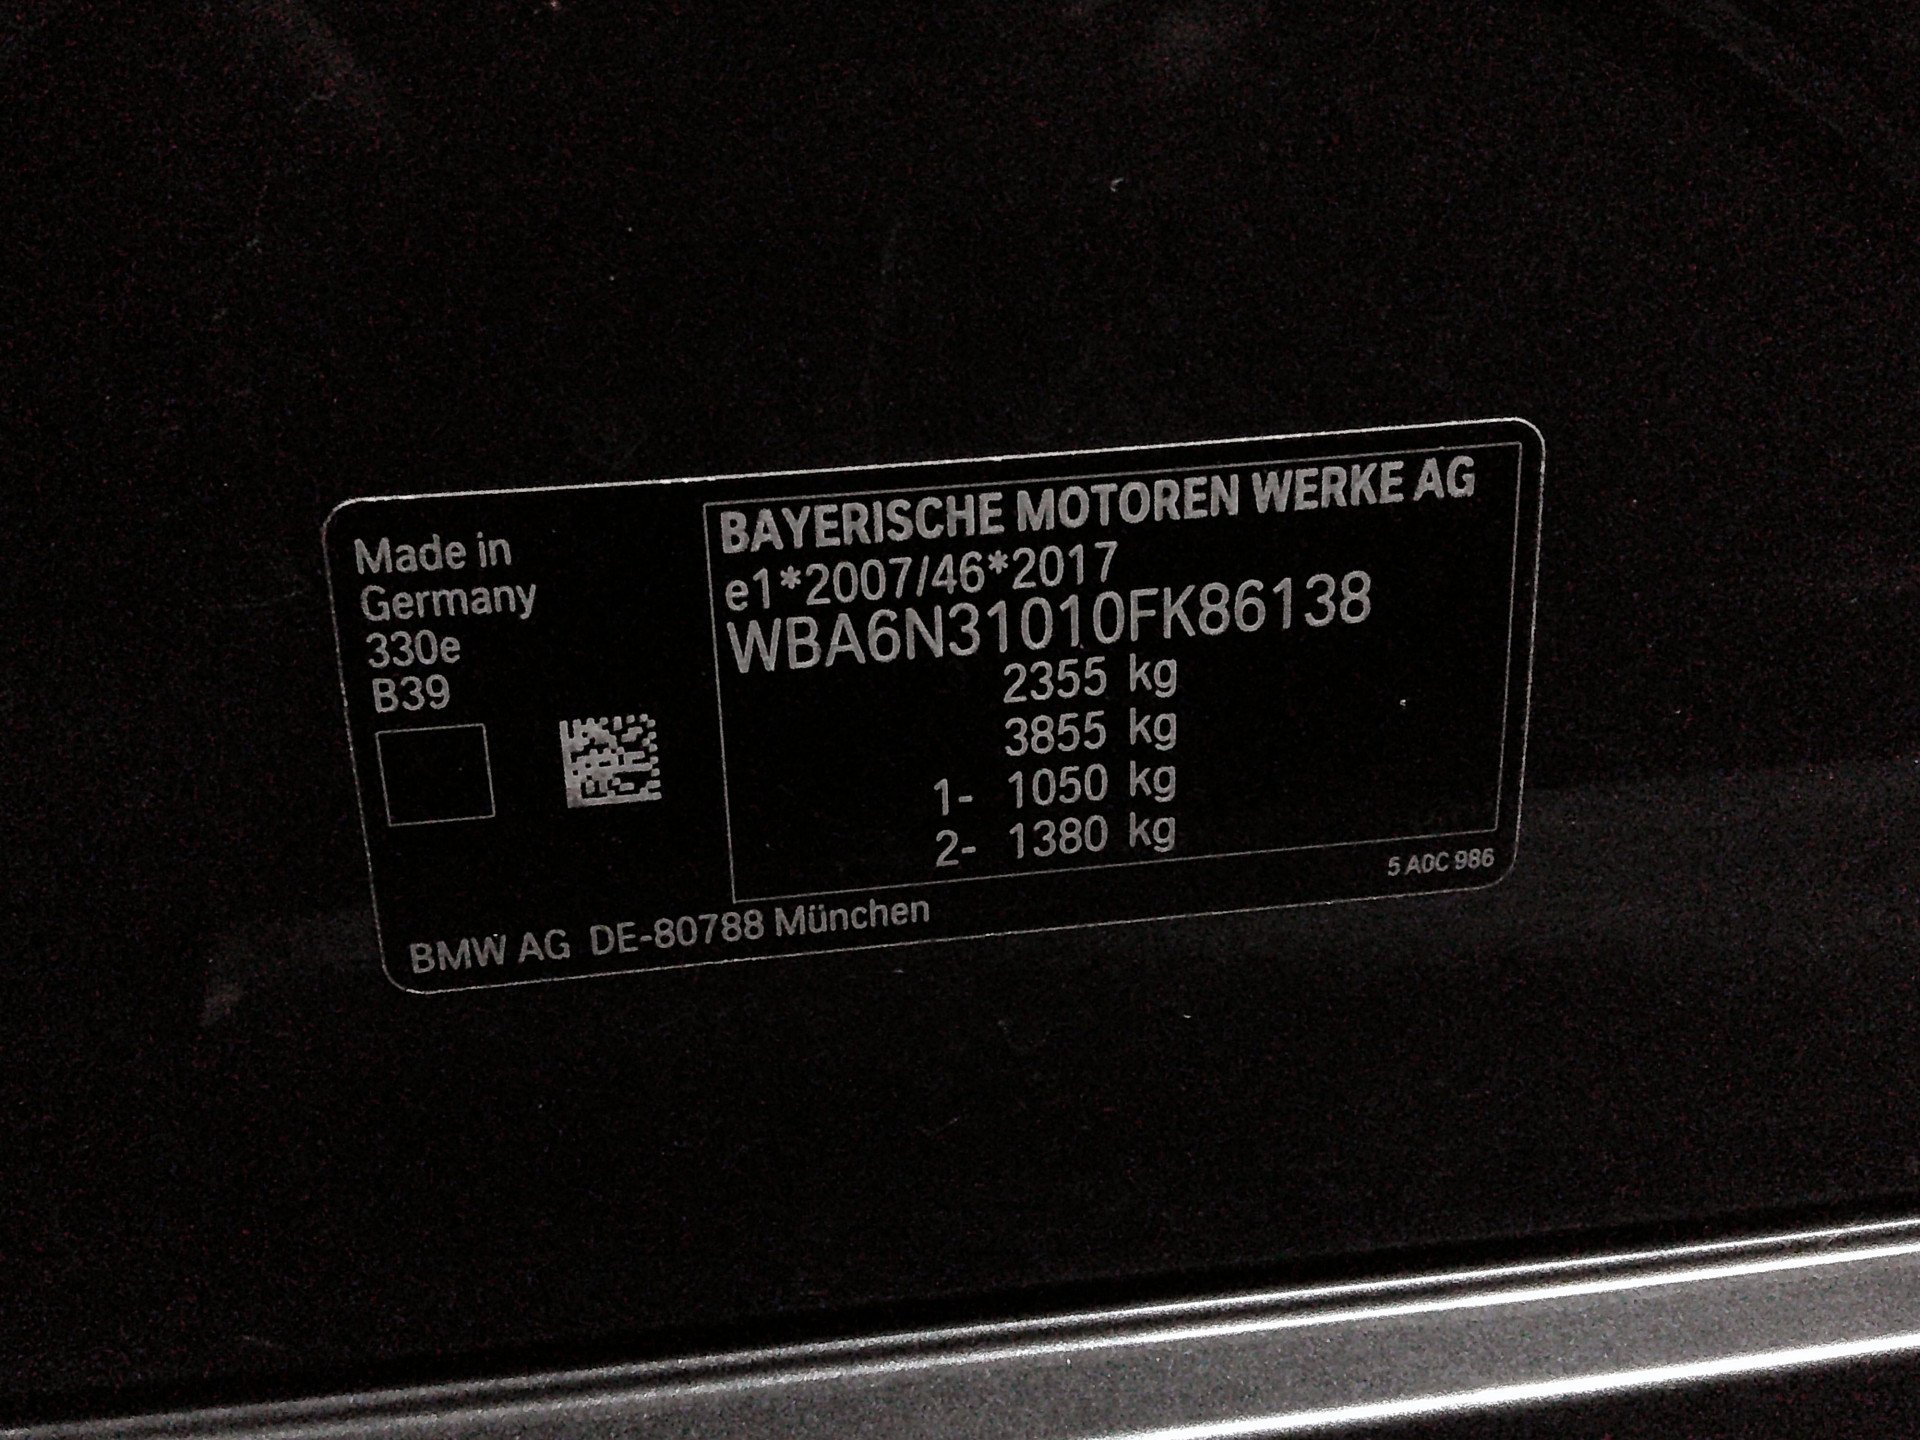 Made in
Germany
330e
B39
BAYERISCHE MOTOREN WERKE AG
e1*2007/46*2017
WBA6N31010FK86138
2355 kg
3855 kg
1- 1050 kg
2- 1380 kg
5 A0C 986
BMW AG DE-80788 München